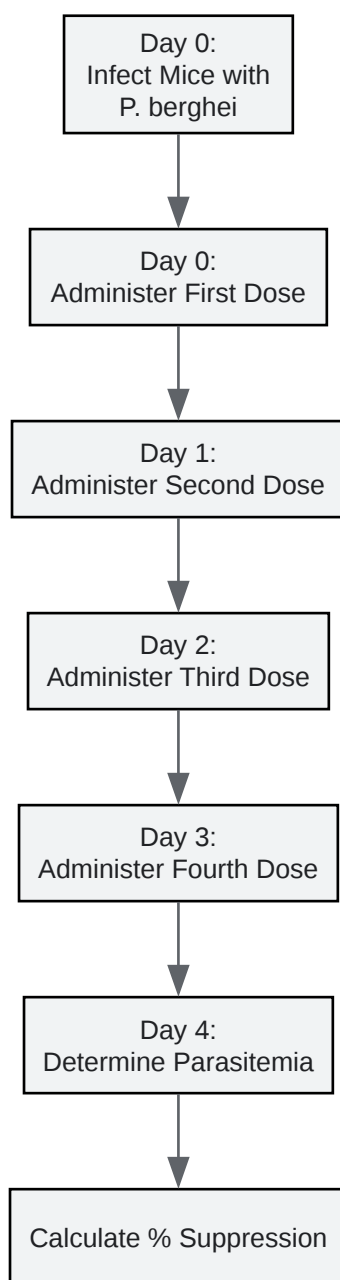 Day 0:
Infect Mice with
P. berghei
Day 0:
Administer First Dose
Day 1:
Administer Second Dose
Day 2:
Administer Third Dose
Day 3:
Administer Fourth Dose
Day 4:
Determine Parasitemia
Calculate % Suppression